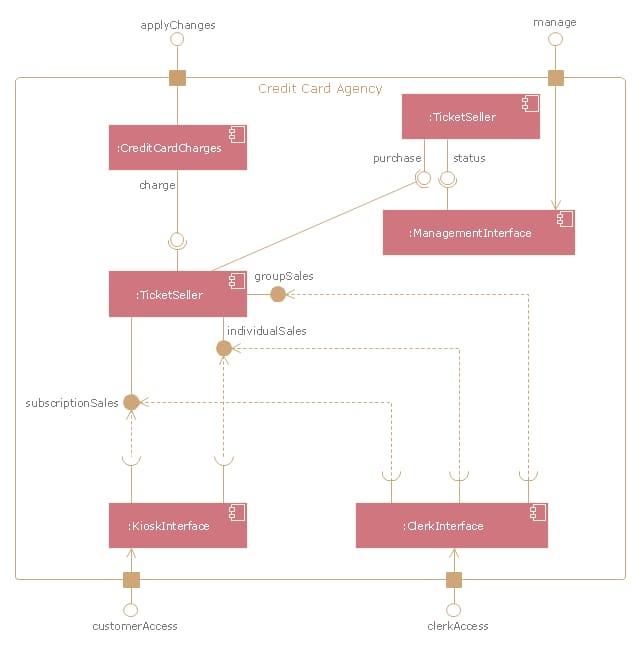 applyChanges
manage
Credit Card Agency
:TicketSeller
:CreditCardCharges
purchase
status
charge
:ManagementInterface
groupSales
:TicketSeller
individualSales
subscriptionSales
:KioskInterface
:ClerkInterface
customerAccess
clerkAccess